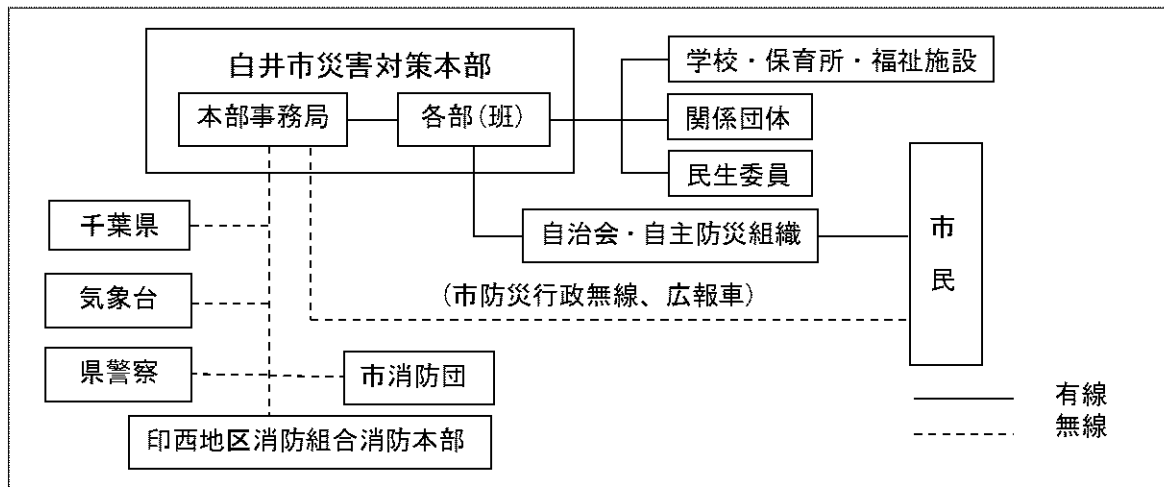 白井市災害対策本部
本部事務局
各部(班)
学校・保育所・福祉施設
関係団体
民生委員
自治会・自主防災組織
市民
千葉県
気象台
県警察
市消防団
印西地区消防組合消防本部
(市防災行政無線、広報車)
有線
無線